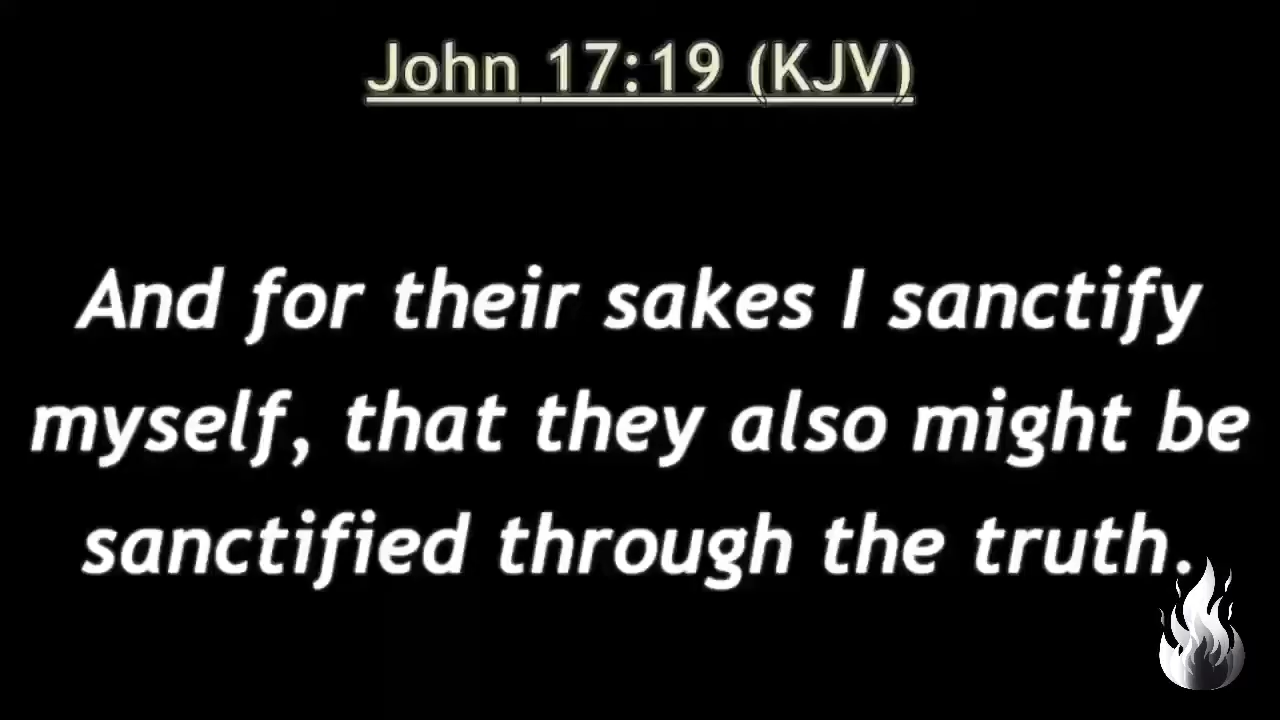 John 17:19 (KJV)
And for their sakes I sanctify
myself, that they also might be
sanctified through the truth.